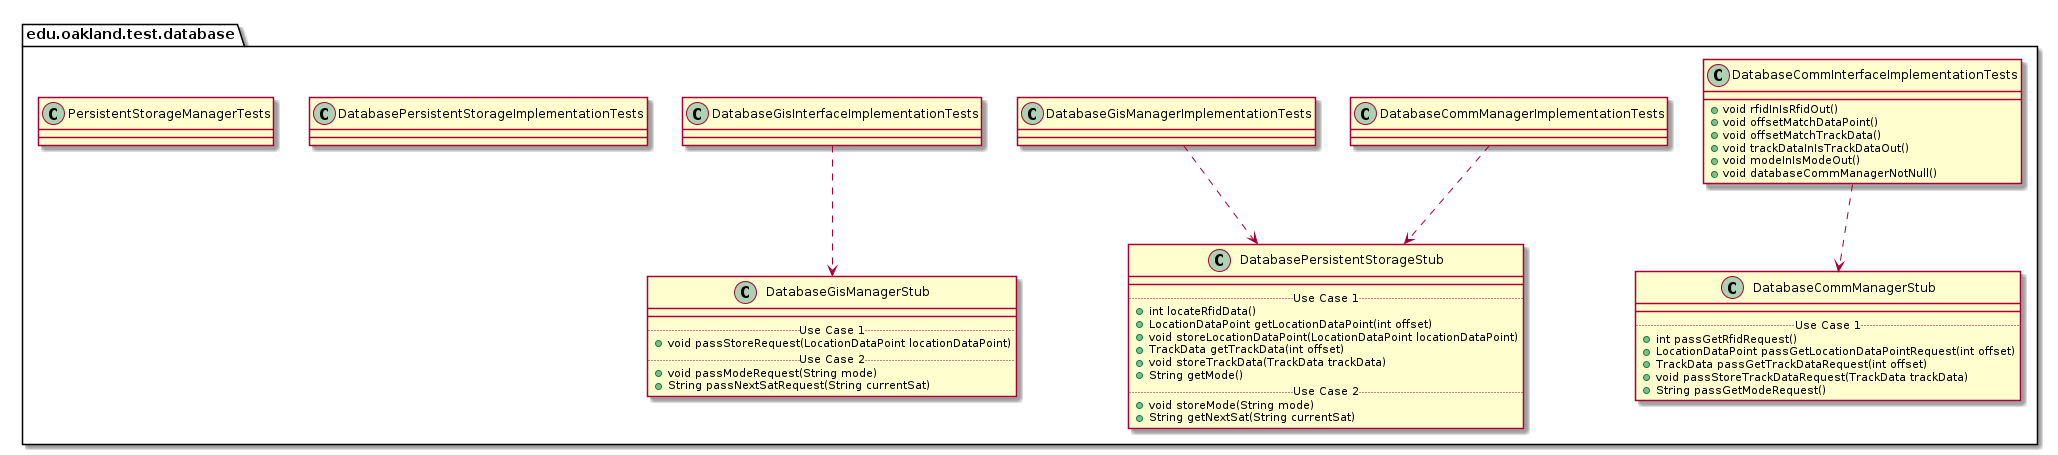 edu.oakland.test.database
C PersistentStorageManagerTests
C DatabasePersistentStorageImplementationTests
C DatabaseGisInterfaceImplementationTests
C DatabaseGisManagerImplementationTests
C DatabaseCommManagerImplementationTests
C DatabaseCommInterfaceImplementationTests
void rfidInIsRfidOut()
void offsetMatchDataPoint()
void offsetMatchTrackData()
void trackDataInIsTrackDataOut()
void modeInIsModeOut()
void databaseCommManagerNotNull()
C DatabaseGisManagerStub
Use Case 1
void passStoreRequest(LocationDataPoint locationDataPoint)
Use Case 2
void passModeRequest(String mode)
String passNextSatRequest(String currentSat)
C DatabasePersistentStorageStub
Use Case 1
int locateRfidData()
LocationDataPoint getLocationDataPoint(int offset)
void storeLocationDataPoint(LocationDataPoint locationDataPoint)
TrackData getTrackData(int offset)
void storeTrackData(TrackData trackData)
String getMode()
Use Case 2
void storeMode(String mode)
String getNextSat(String currentSat)
C DatabaseCommManagerStub
Use Case 1
int passGetRfidRequest()
LocationDataPoint passGetLocationDataPointRequest(int offset)
TrackData passGetTrackDataRequest(int offset)
void passStoreTrackDataRequest(TrackData trackData)
String passGetModeRequest()